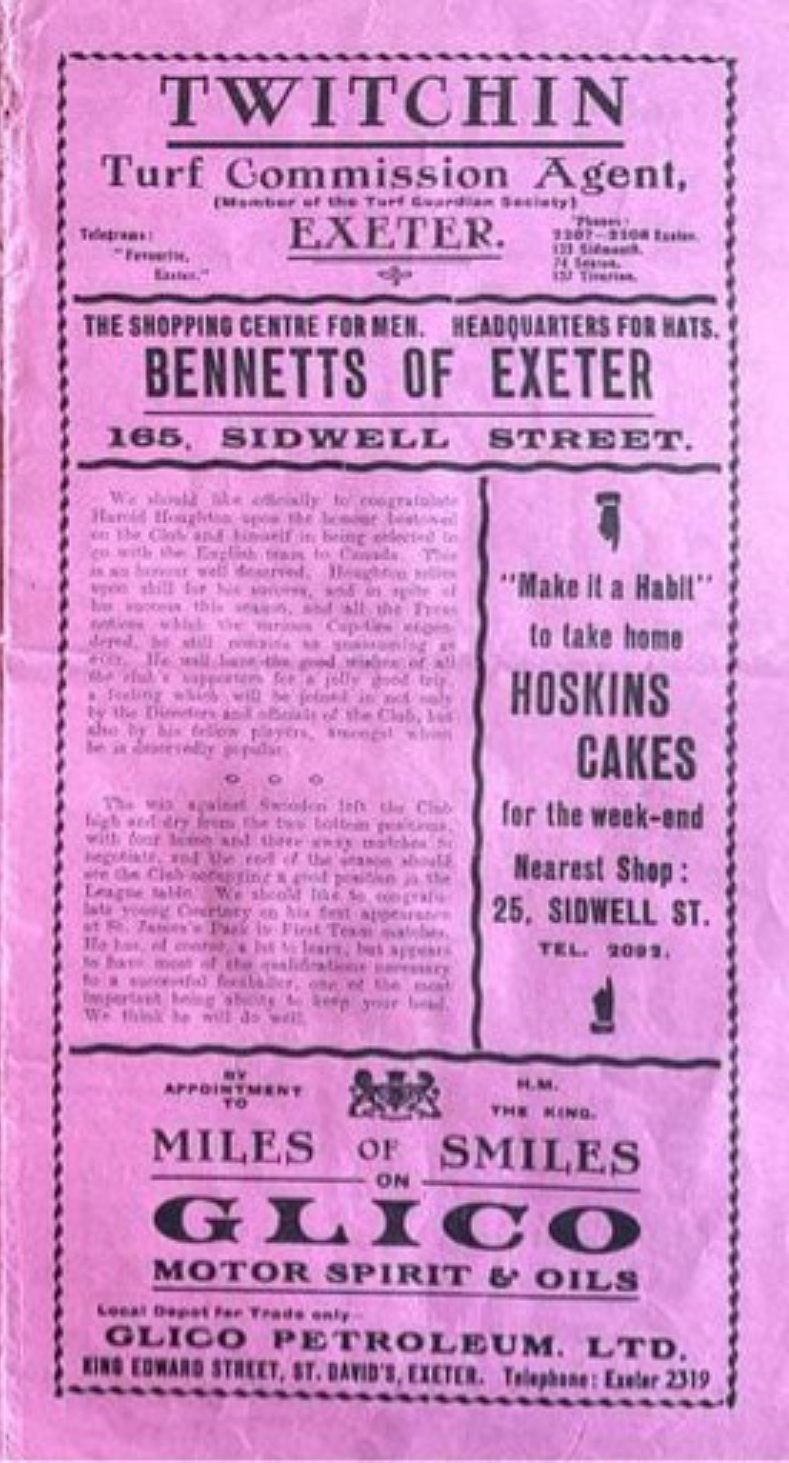 TWITCHIN
Turf Commission Agent,
(Member of the Turf Guardian Society)
Telegrams:
"Favourite,
Exeter."
EXETER.
'Phones:
2207—2208 Exeter.
Sidmouth.
74 Seaton.
Tiverton.
THE SHOPPING CENTRE FOR MEN. HEADQUARTERS FOR HATS.
BENNETTS OF EXETER
165, SIDWELL STREET.
We should like officially to congratulate
Harold Houghton upon the honour bestowed
on the Club and himself in being selected to
go with the English team to Canada. This
is an honour well deserved. Houghton relies
upon skill for his success, and in spite of
his success this season, and all the Press
notices which the various Cup-ties engen-
dered, he still remains as unassuming as
ever. He will have the good wishes of all
the club's supporters for a jolly good trip,
a feeling which will be joined in not only
by the Directors and officials of the Club, but
also by his fellow players, amongst whom
he is deservedly popular.
The win against Swindon left the Club
high and dry from the two bottom positions,
with four home and three away matches to
negotiate, and the end of the season should
see the Club occupying a good position in the
League table. We should like to congratu-
late young Courtney on his first appearance
at St. James's Park in First Team matches.
He has, of course, a lot to learn, but appears
to have most of the qualifications necessary
to a successful footballer, one of the most
important being ability to keep your head.
We think he will do well.
"Make it a Habit"
to take home
HOSKINS
CAKES
for the week-end
Nearest Shop:
25, SIDWELL ST.
TEL. 2093.
BY
APPOINTMENT
TO
H.M.
THE KING.
MILES OF SMILES
ON
GLICO
MOTOR SPIRIT & OILS
Local Depot for Trade only—
GLICO PETROLEUM, LTD.
KING EDWARD STREET, ST. DAVID'S, EXETER. Telephone: Exeter 2319